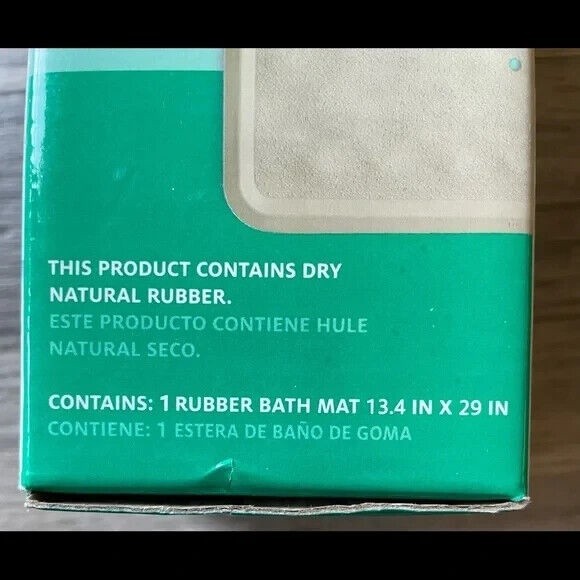 THIS PRODUCT CONTAINS DRY
NATURAL RUBBER.
ESTE PRODUCTO CONTIENE HULE
NATURAL SECO.
CONTAINS: 1 RUBBER BATH MAT 13.4 IN X 29 IN
CONTIENE: 1 ESTERA DE BAÑO DE GOMA